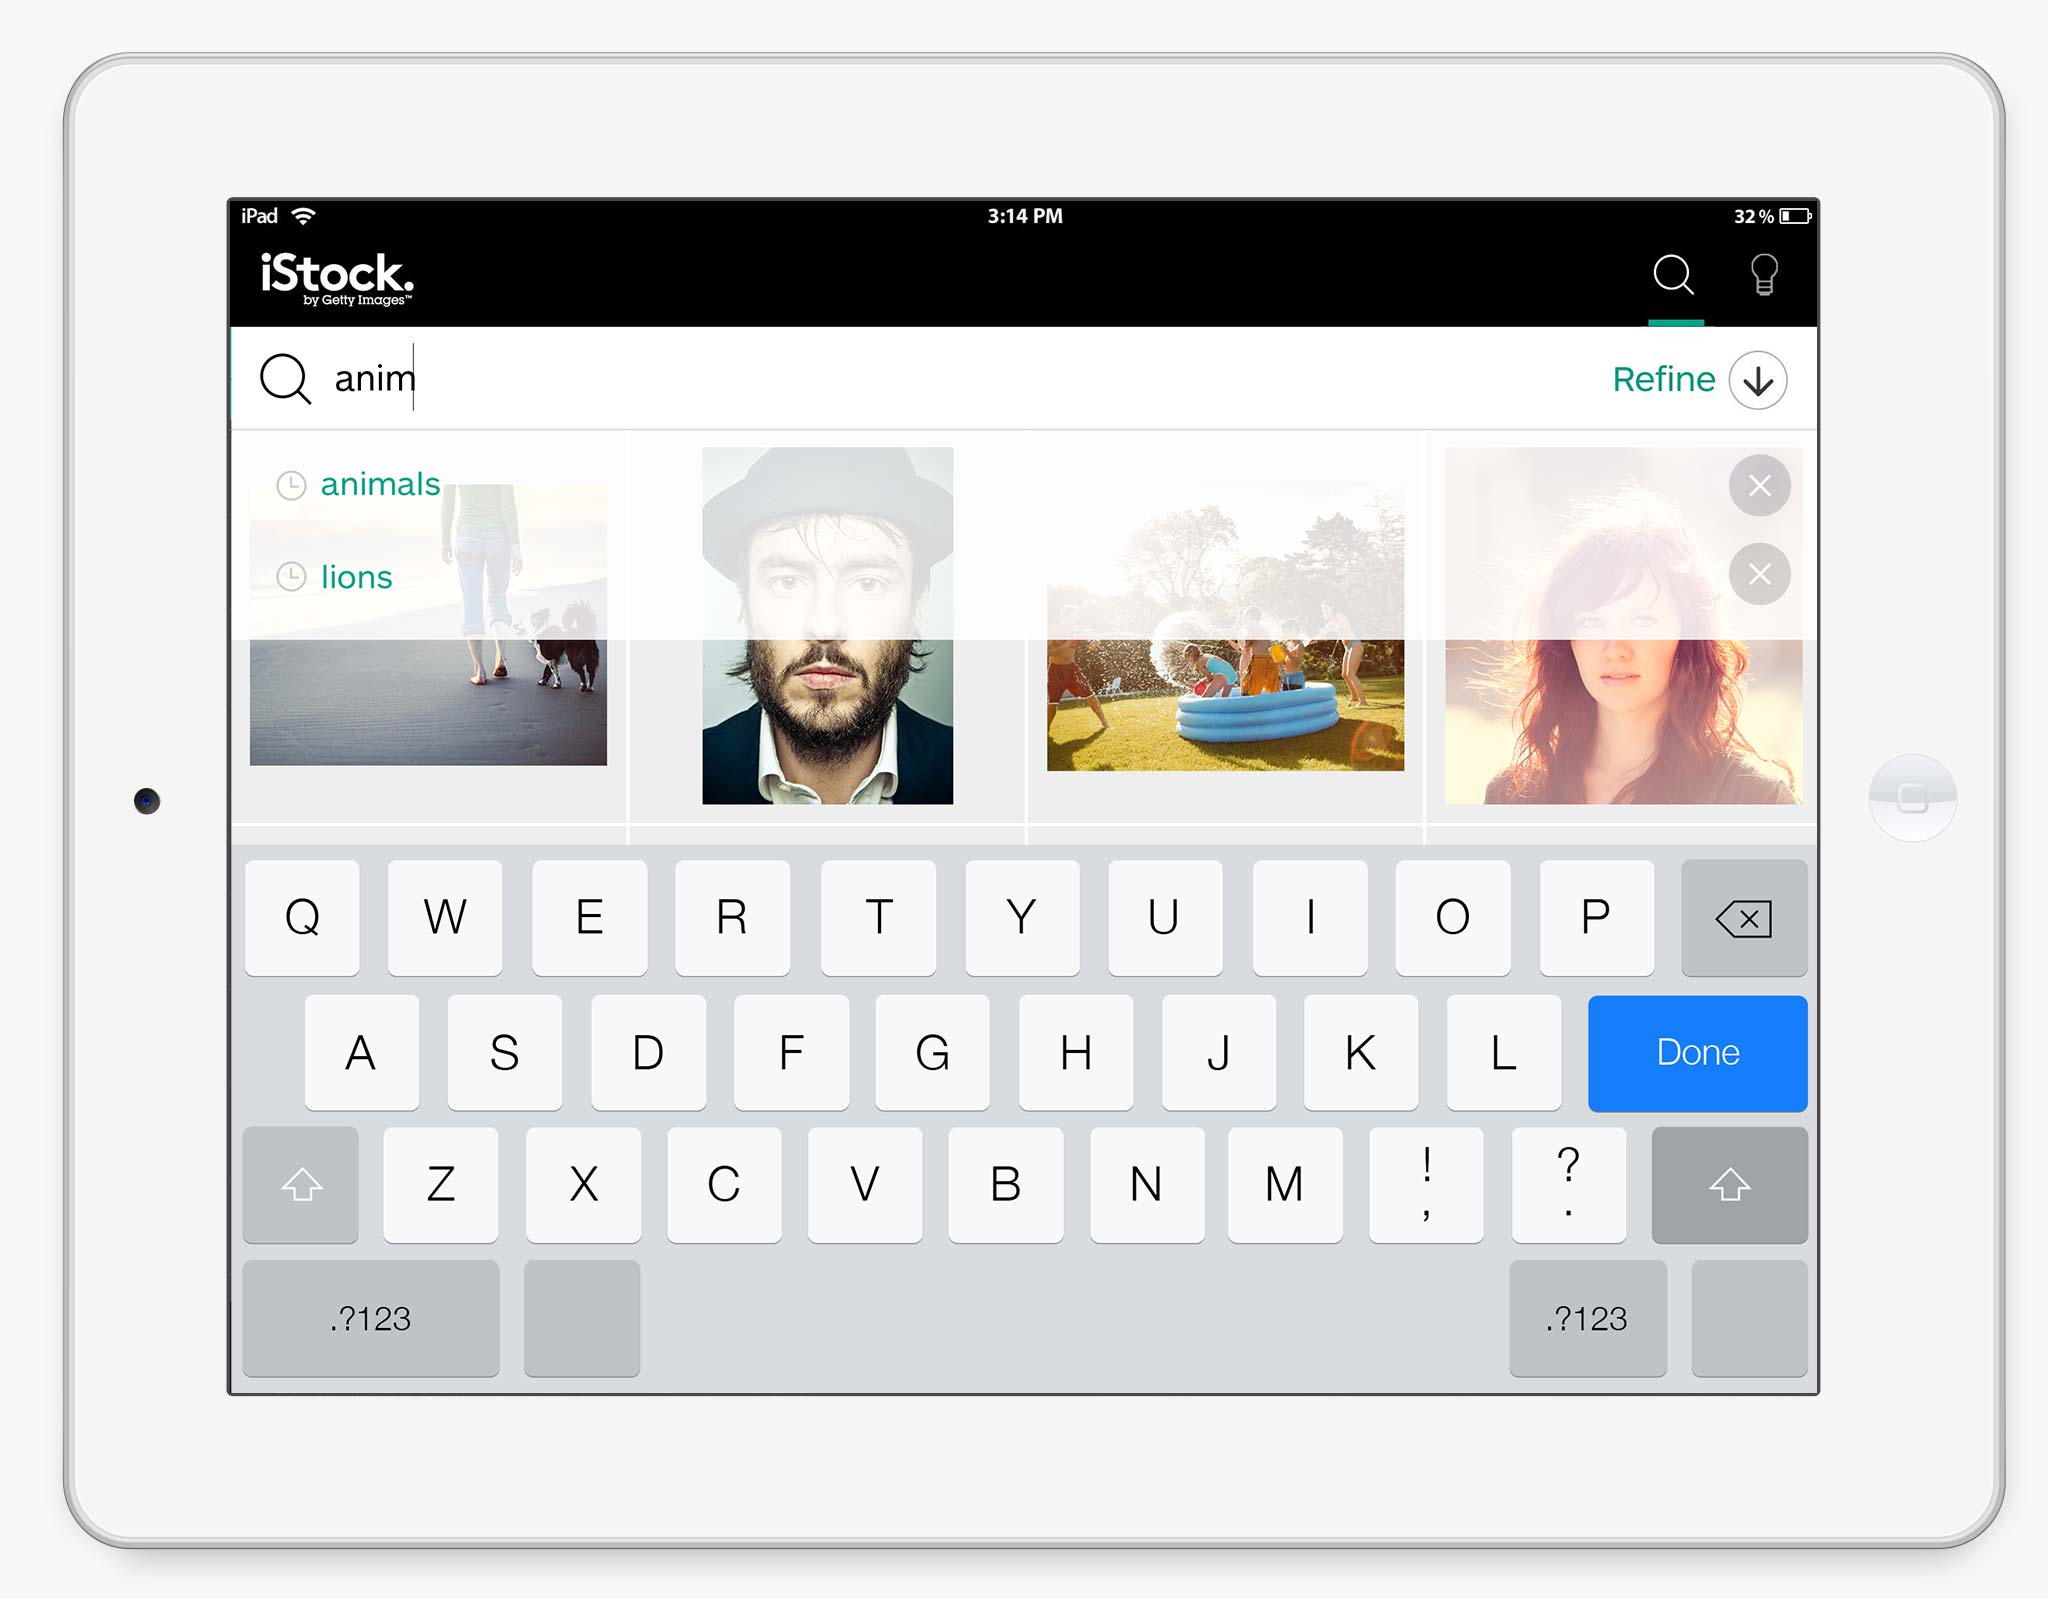 iPad 3:14 PM 32 %
iStock.
by Getty Images™
anim Refine
animals
lions
Q W E R T Y U I O P
A S D F G H J K L Done
Z X C V B N M ! , ? .
.?123 .?123